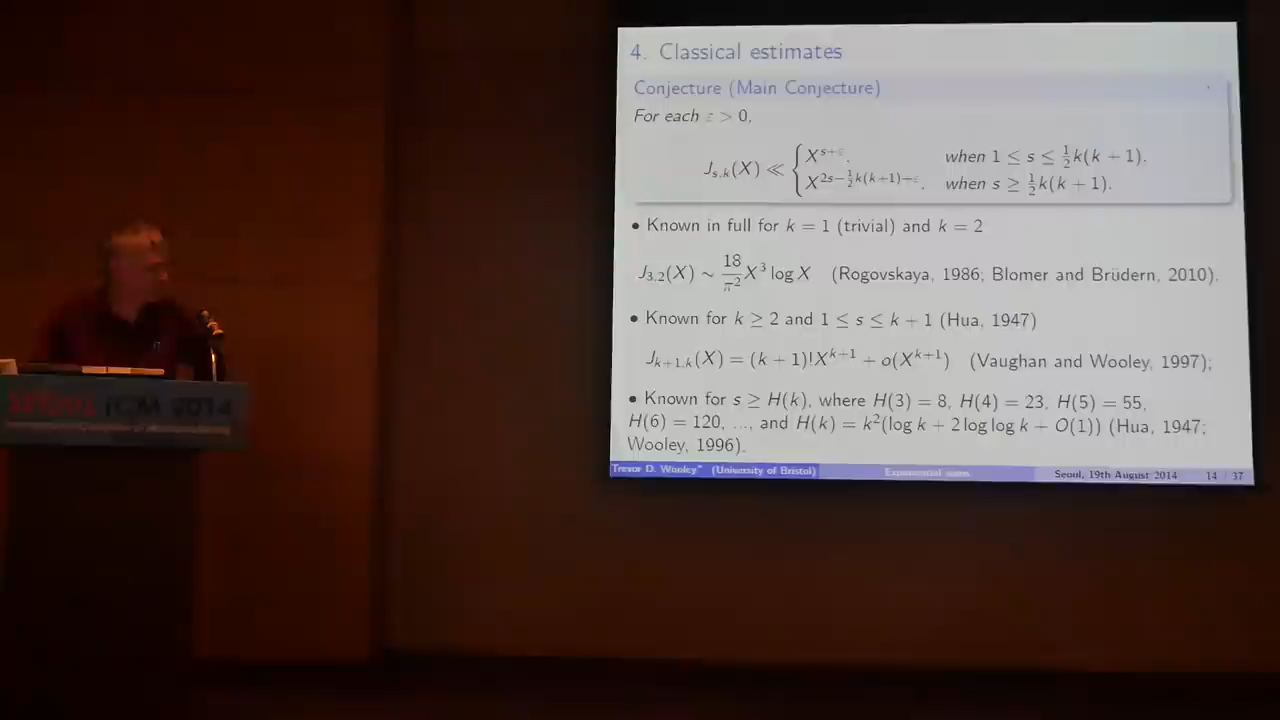 4. Classical estimates
Conjecture (Main Conjecture)
For each ε > 0,
J_{s,k}(X) ≪ { X^{s+ε}, when 1 ≤ s ≤ ½k(k + 1).
X^{2s−½k(k+1)+ε}, when s ≥ ½k(k + 1).
• Known in full for k = 1 (trivial) and k = 2
J_{3,2}(X) ∼ 18/π² X³ log X (Rogovskaya, 1986; Blomer and Brüdern, 2010).
• Known for k ≥ 2 and 1 ≤ s ≤ k + 1 (Hua, 1947)
J_{k+1,k}(X) = (k + 1)!X^{k+1} + o(X^{k+1}) (Vaughan and Wooley, 1997);
• Known for s ≥ H(k), where H(3) = 8, H(4) = 23, H(5) = 55,
H(6) = 120, ..., and H(k) = k²(log k + 2 log log k + O(1)) (Hua, 1947;
Wooley, 1996).
Trevor D. Wooley* (University of Bristol) Exponential sums Seoul, 19th August 2014 14 / 37
SEOUL ICM 2014